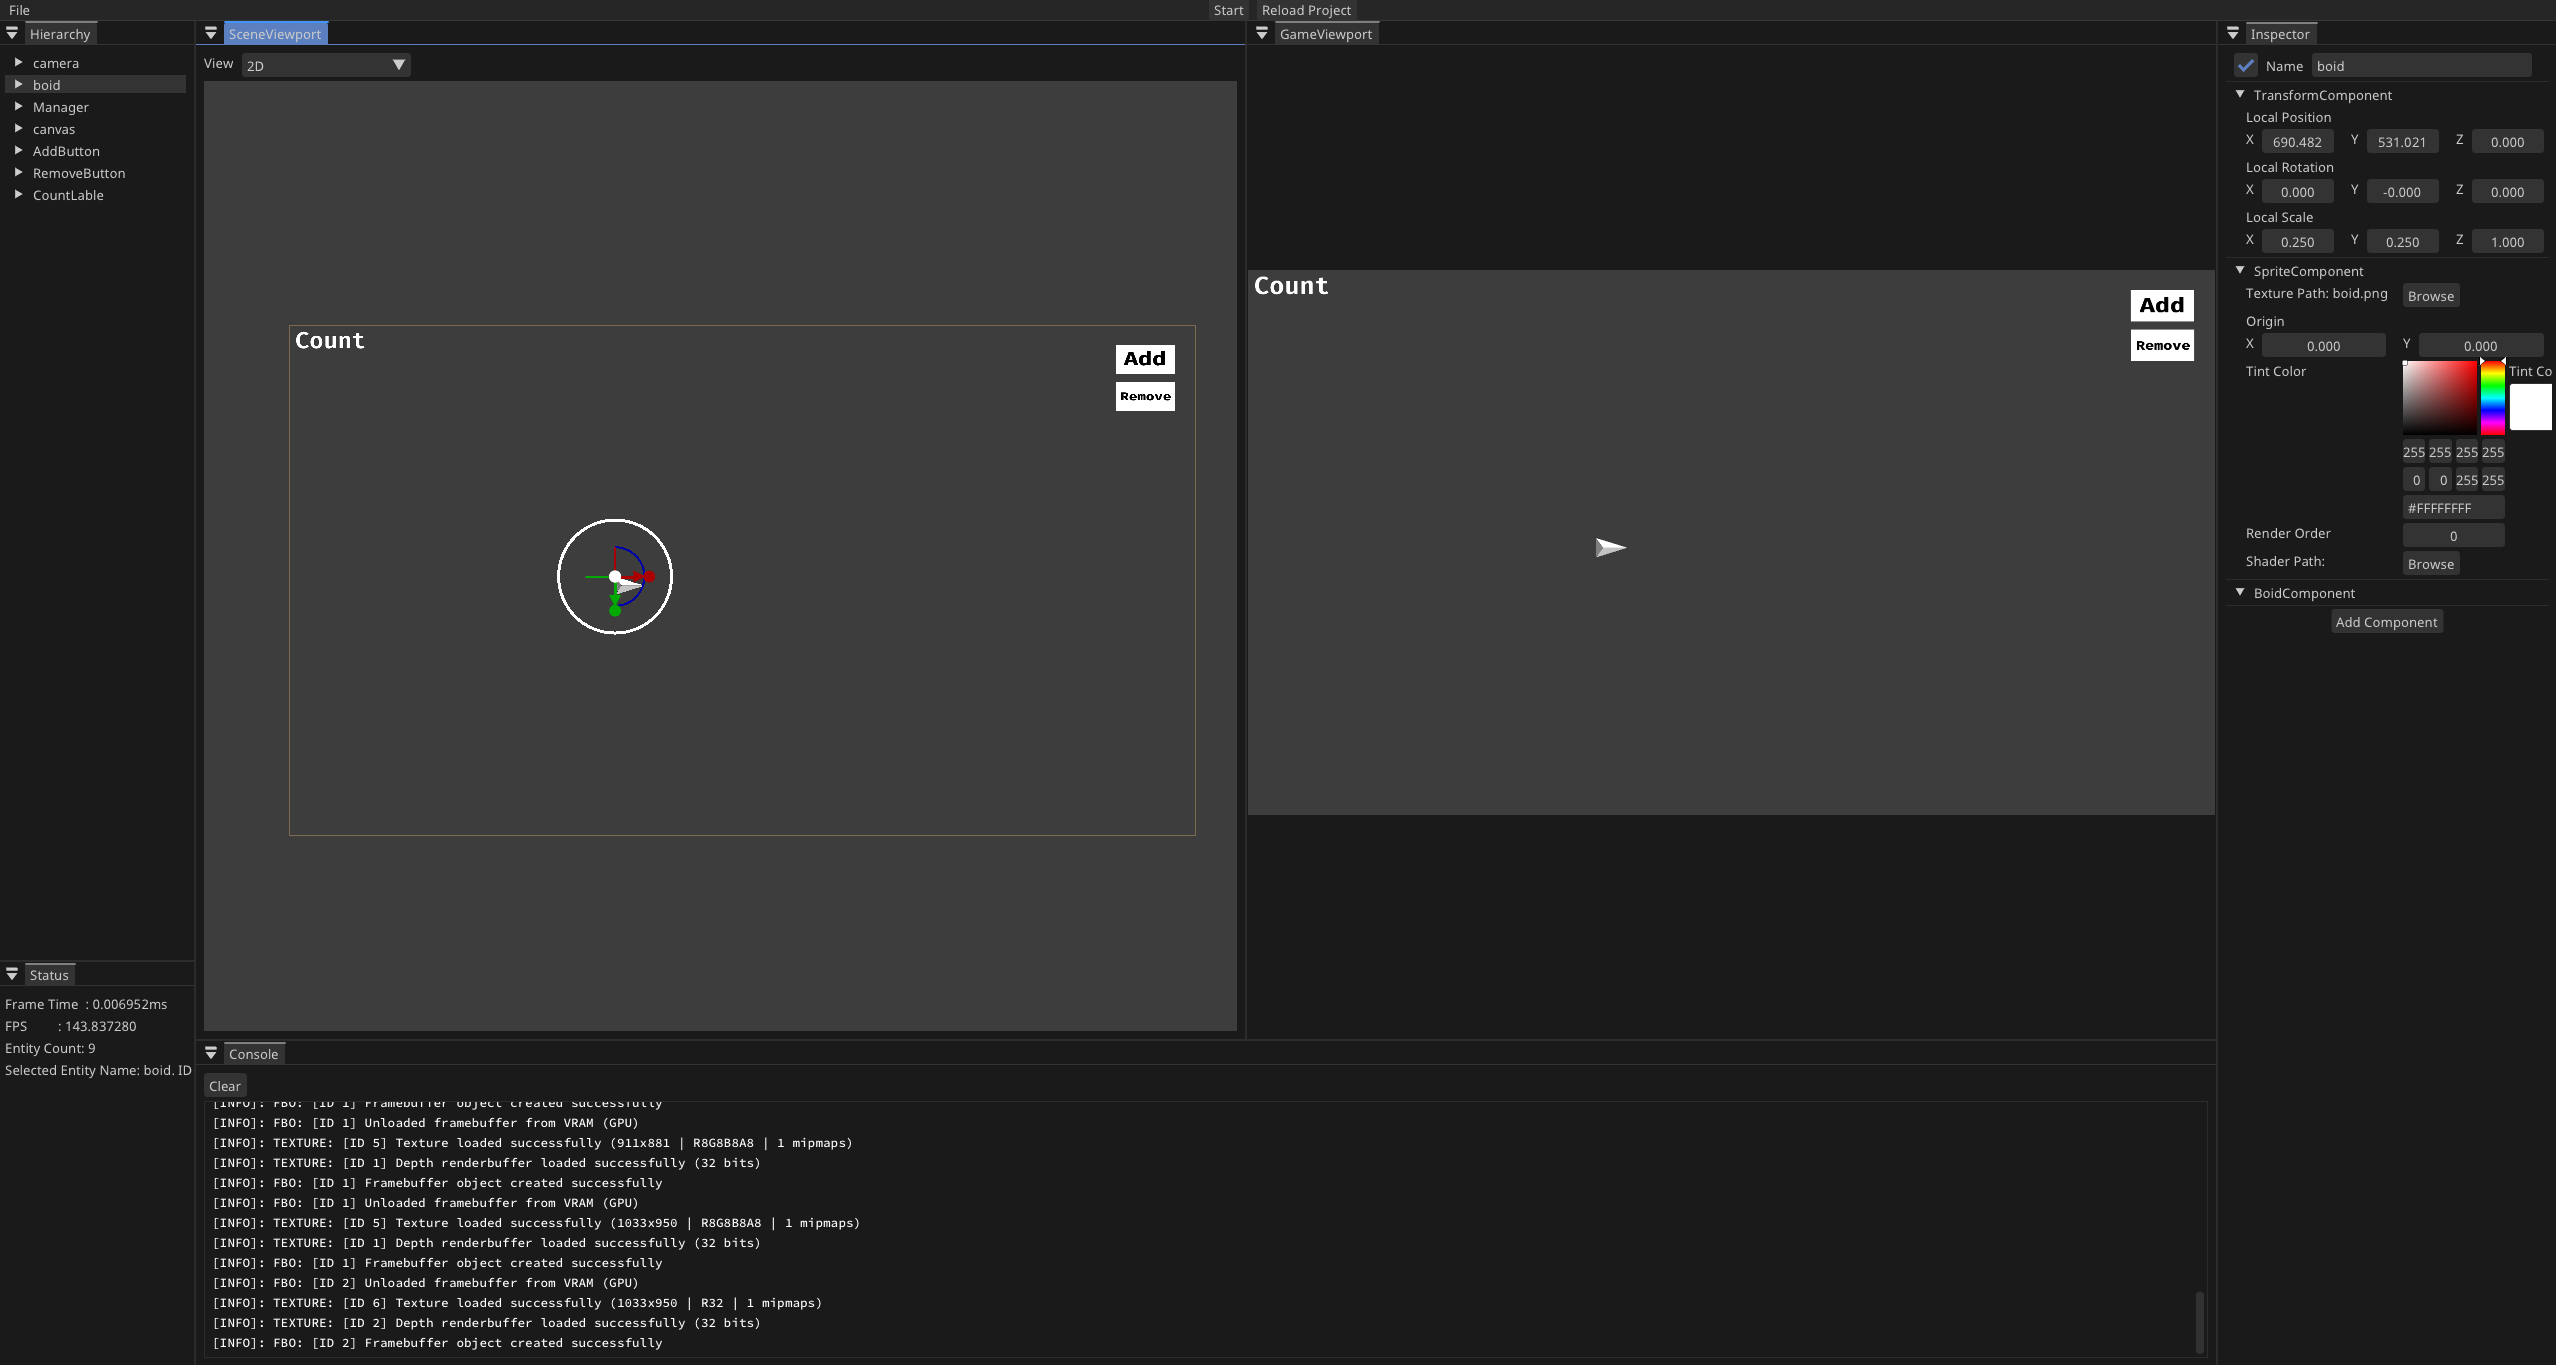 File
Start
Reload Project
Hierarchy
camera
boid
Manager
canvas
AddButton
RemoveButton
CountLable
SceneViewport
View 2D
Count
Add
Remove
GameViewport
Count
Add
Remove
Inspector
Name boid
TransformComponent
Local Position
X 690.482 Y 531.021 Z 0.000
Local Rotation
X 0.000 Y -0.000 Z 0.000
Local Scale
X 0.250 Y 0.250 Z 1.000
SpriteComponent
Texture Path: boid.png Browse
Origin
X 0.000 Y 0.000
Tint Color Tint Co
255 255 255 255
0 0 255 255
#FFFFFFFF
Render Order 0
Shader Path: Browse
BoidComponent
Add Component
Status
Frame Time : 0.006952ms
FPS : 143.837280
Entity Count: 9
Selected Entity Name: boid. ID
Console
Clear
[INFO]: FBO: [ID 1] Framebuffer object created successfully
[INFO]: FBO: [ID 1] Unloaded framebuffer from VRAM (GPU)
[INFO]: TEXTURE: [ID 5] Texture loaded successfully (911x881 | R8G8B8A8 | 1 mipmaps)
[INFO]: TEXTURE: [ID 1] Depth renderbuffer loaded successfully (32 bits)
[INFO]: FBO: [ID 1] Framebuffer object created successfully
[INFO]: FBO: [ID 1] Unloaded framebuffer from VRAM (GPU)
[INFO]: TEXTURE: [ID 5] Texture loaded successfully (1033x950 | R8G8B8A8 | 1 mipmaps)
[INFO]: TEXTURE: [ID 1] Depth renderbuffer loaded successfully (32 bits)
[INFO]: FBO: [ID 1] Framebuffer object created successfully
[INFO]: FBO: [ID 2] Unloaded framebuffer from VRAM (GPU)
[INFO]: TEXTURE: [ID 6] Texture loaded successfully (1033x950 | R32 | 1 mipmaps)
[INFO]: TEXTURE: [ID 2] Depth renderbuffer loaded successfully (32 bits)
[INFO]: FBO: [ID 2] Framebuffer object created successfully